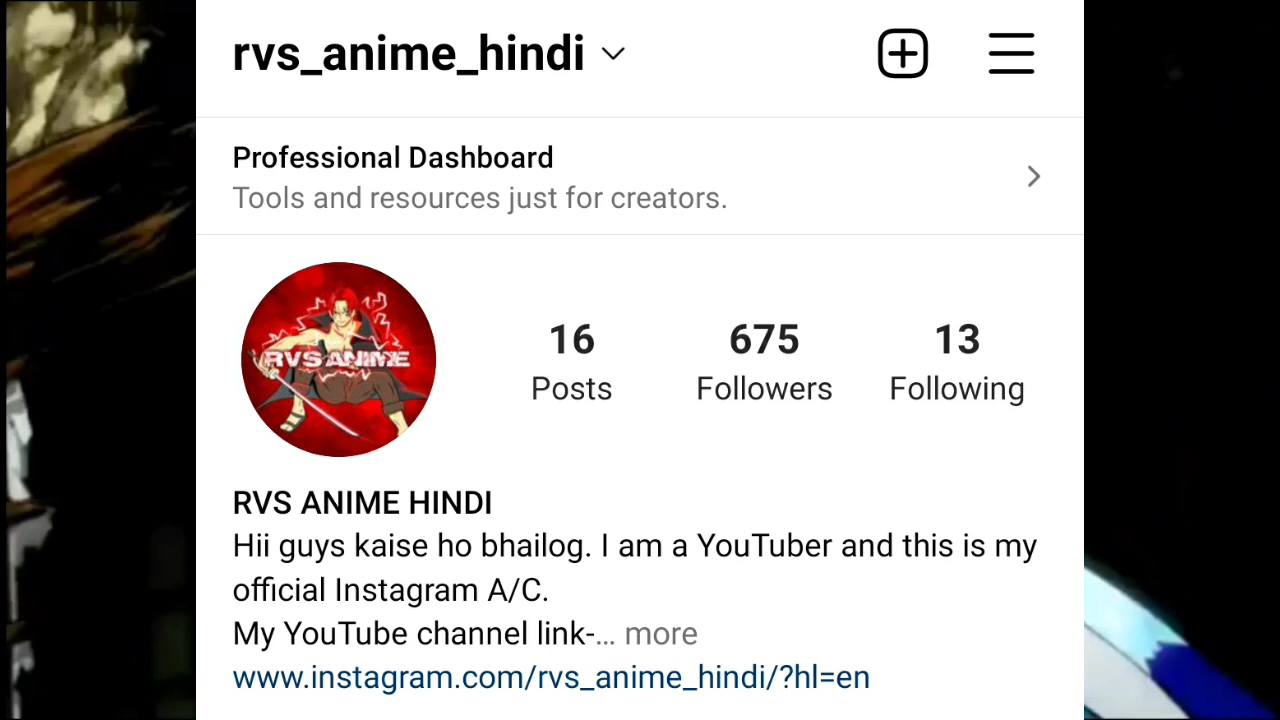 rvs_anime_hindi
Professional Dashboard
Tools and resources just for creators.
RVS ANIME
16 675 13
Posts Followers Following
RVS ANIME HINDI
Hii guys kaise ho bhailog. I am a YouTuber and this is my
official Instagram A/C.
My YouTube channel link-... more
www.instagram.com/rvs_anime_hindi/?hl=en